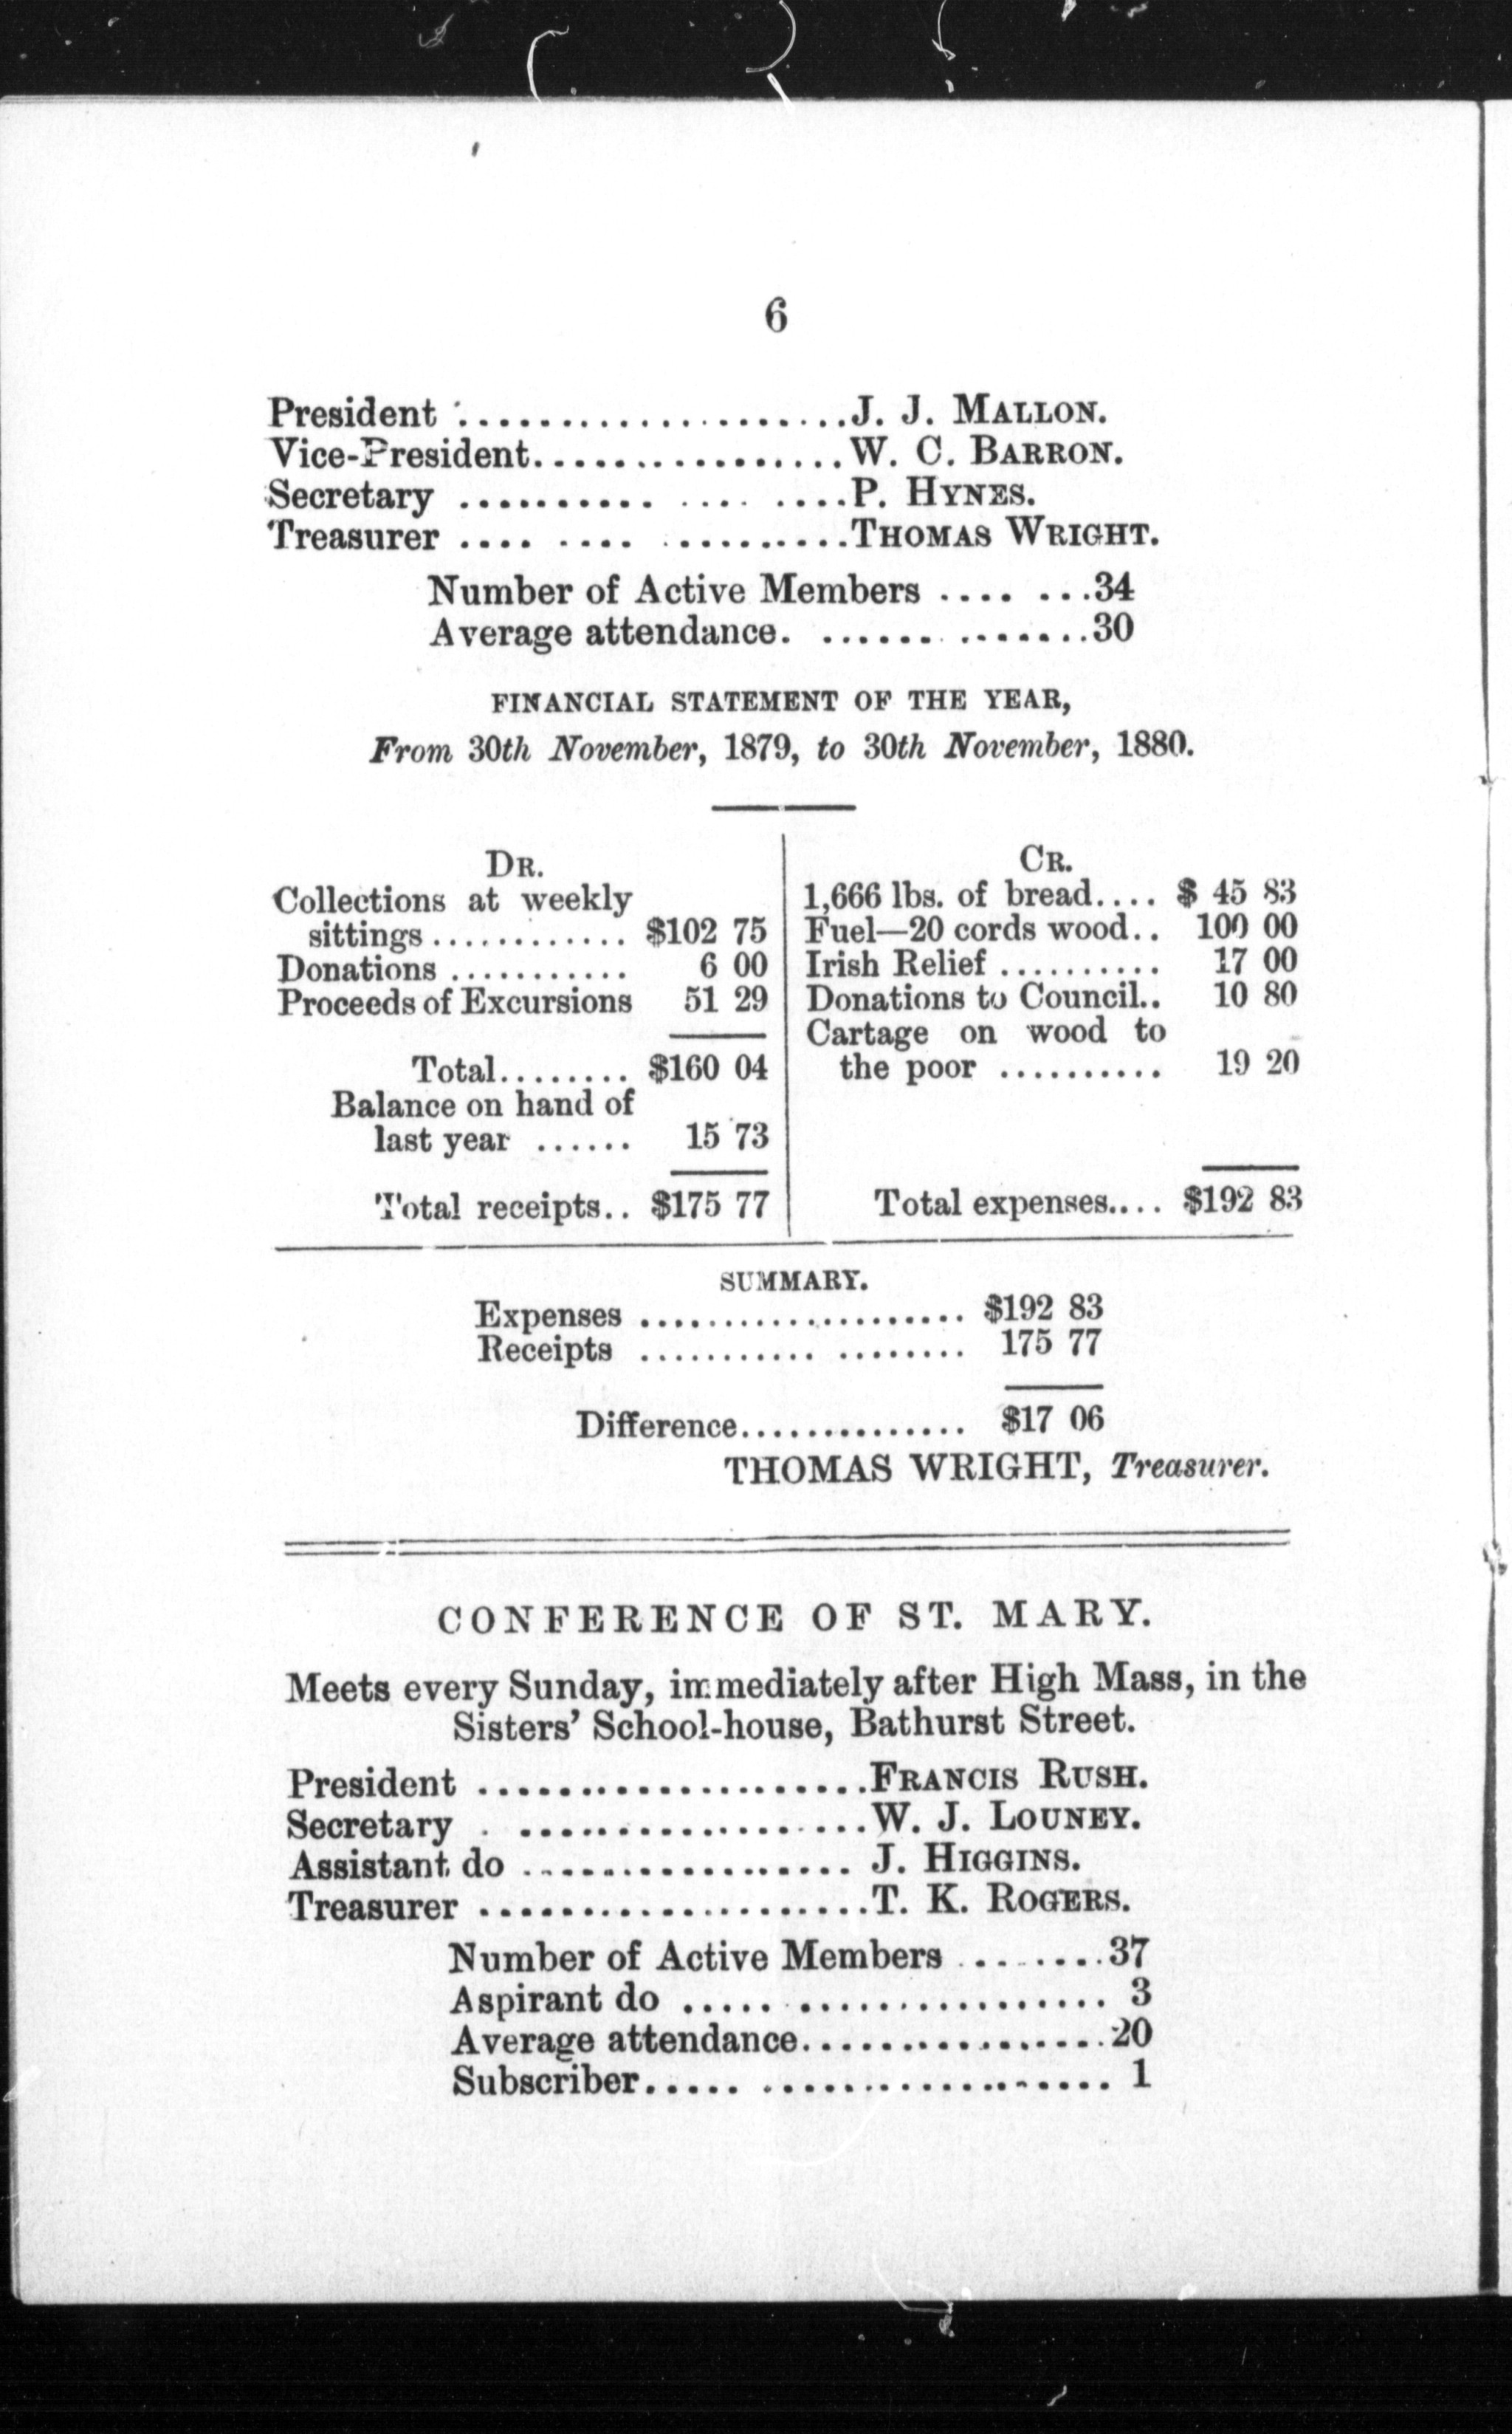 6
President ......................J. J. MALLON.
Vice-President.................W. C. BARRON.
Secretary .......... .... ....P. HYNES.
Treasurer .... .... ..........THOMAS WRIGHT.
Number of Active Members .... ...34
Average attendance. ....... .......30
FINANCIAL STATEMENT OF THE YEAR,
From 30th November, 1879, to 30th November, 1880.
DR.
Collections at weekly
sittings ............ $102 75
Donations ........... 6 00
Proceeds of Excursions 51 29
Total........ $160 04
Balance on hand of
last year ...... 15 73
Total receipts.. $175 77
CR.
1,666 lbs. of bread.... $ 45 83
Fuel—20 cords wood.. 100 00
Irish Relief .......... 17 00
Donations to Council.. 10 80
Cartage on wood to
the poor .......... 19 20
Total expenses.... $192 83
SUMMARY.
Expenses ................... $192 83
Receipts ........... ........ 175 77
Difference.............. $17 06
THOMAS WRIGHT, Treasurer.
CONFERENCE OF ST. MARY.
Meets every Sunday, immediately after High Mass, in the
Sisters' School-house, Bathurst Street.
President ....................FRANCIS RUSH.
Secretary . ..................W. J. LOUNEY.
Assistant do ................. J. HIGGINS.
Treasurer ....................T. K. ROGERS.
Number of Active Members ........37
Aspirant do ..... ................ 3
Average attendance................20
Subscriber..... .................. 1